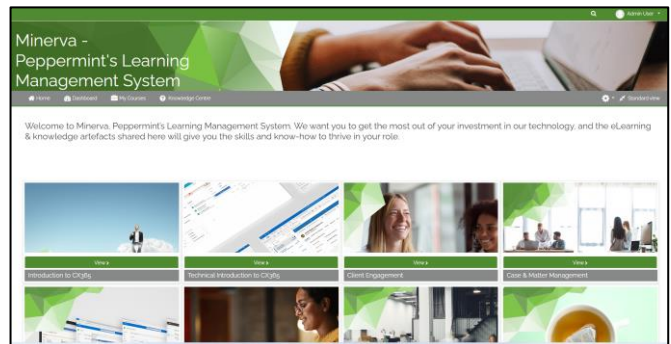 Admin User
Minerva -
Peppermint's Learning
Management System
Home Dashboard My Courses Knowledge Center Standard view
Welcome to Minerva, Peppermint's Learning Management System. We want you to get the most out of your investment in our technology, and the eLearning
& knowledge artefacts shared here will give you the skills and know-how to thrive in your role.
View View View View
Introduction to CX365 Technical Introduction to CX365 Client Engagement Case & Matter Management